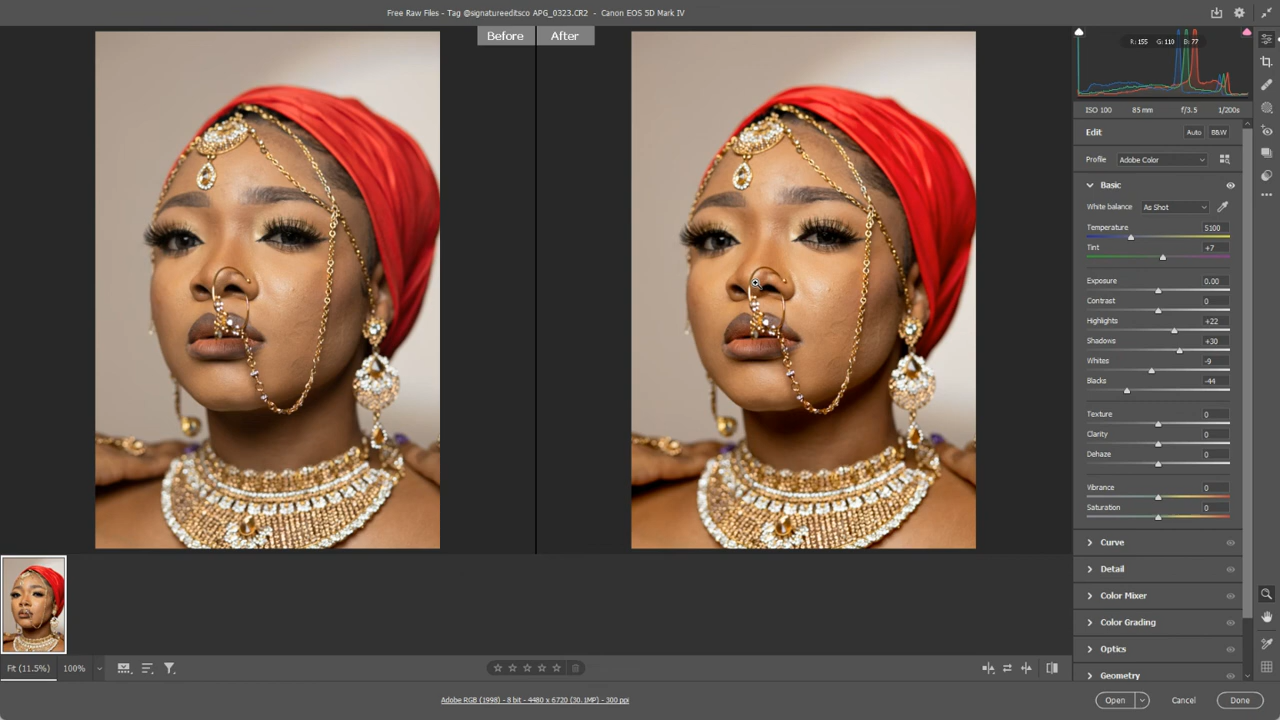 Free Raw Files - Tag @signatureeditsco APG_0323.CR2 - Canon EOS 5D Mark IV
Before After
R: 155 G: 110 B: 77
ISO 100 85 mm f/3.5 1/200s
Edit Auto B&W
Profile Adobe Color
Basic
White balance As Shot
Temperature 5100
Tint +7
Exposure 0.00
Contrast 0
Highlights +22
Shadows +30
Whites -9
Blacks -44
Texture 0
Clarity 0
Dehaze 0
Vibrance 0
Saturation 0
Curve
Detail
Color Mixer
Color Grading
Optics
Geometry
Fit (11.5%) 100%
Adobe RGB (1998) - 8 bit - 4480 x 6720 (30.1MP) - 300 ppi
Open Cancel Done